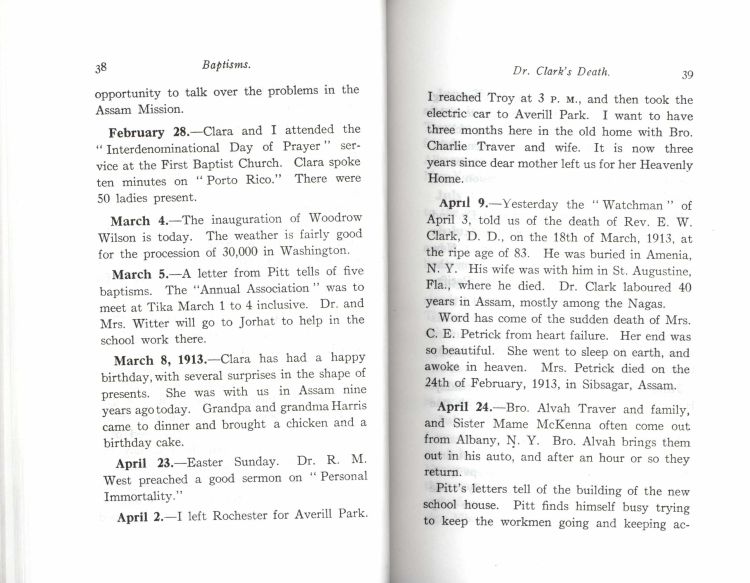 38 Baptisms.
opportunity to talk over the problems in the
Assam Mission.
February 28.—Clara and I attended the
“ Interdenominational Day of Prayer ” ser-
vice at the First Baptist Church. Clara spoke
ten minutes on “ Porto Rico.” There were
50 ladies present.
March 4.—The inauguration of Woodrow
Wilson is today. The weather is fairly good
for the procession of 30,000 in Washington.
March 5.—A letter from Pitt tells of five
baptisms. The “Annual Association ” was to
meet at Tika March 1 to 4 inclusive. Dr. and
Mrs. Witter will go to Jorhat to help in the
school work there.
March 8, 1913.—Clara has had a happy
birthday, with several surprises in the shape of
presents. She was with us in Assam nine
years ago today. Grandpa and grandma Harris
came to dinner and brought a chicken and a
birthday cake.
April 23.—Easter Sunday. Dr. R. M.
West preached a good sermon on “ Personal
Immortality.”
April 2.—I left Rochester for Averill Park.
Dr. Clark's Death. 39
I reached Troy at 3 P. M., and then took the
electric car to Averill Park. I want to have
three months here in the old home with Bro.
Charlie Traver and wife. It is now three
years since dear mother left us for her Heavenly
Home.
April 9.—Yesterday the “ Watchman ” of
April 3, told us of the death of Rev. E. W.
Clark, D. D., on the 18th of March, 1913, at
the ripe age of 83. He was buried in Amenia,
N. Y. His wife was with him in St. Augustine,
Fla., where he died. Dr. Clark laboured 40
years in Assam, mostly among the Nagas.
Word has come of the sudden death of Mrs.
C. E. Petrick from heart failure. Her end was
so beautiful. She went to sleep on earth, and
awoke in heaven. Mrs. Petrick died on the
24th of February, 1913, in Sibsagar, Assam.
April 24.—Bro. Alvah Traver and family,
and Sister Mame McKenna often come out
from Albany, N. Y. Bro. Alvah brings them
out in his auto, and after an hour or so they
return.
Pitt's letters tell of the building of the new
school house. Pitt finds himself busy trying
to keep the workmen going and keeping ac-